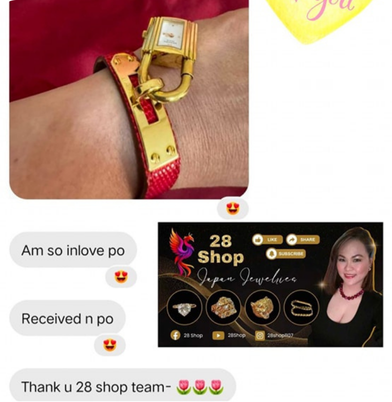 you
Am so inlove po
Received n po
Thank u 28 shop team-
28
Shop
LIKE
SHARE
SUBSCRIBE
Japan Jewelries
28 Shop
28Shop